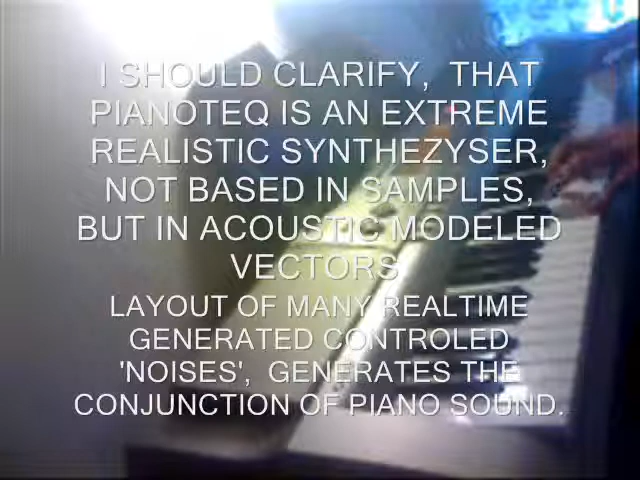 I SHOULD CLARIFY,  THAT
PIANOTEQ IS AN EXTREME
REALISTIC SYNTHEZYSER,
NOT BASED IN SAMPLES,
BUT IN ACOUSTIC MODELED
VECTORS
LAYOUT OF MANY REALTIME
GENERATED CONTROLED
'NOISES',  GENERATES THE
CONJUNCTION OF PIANO SOUND.